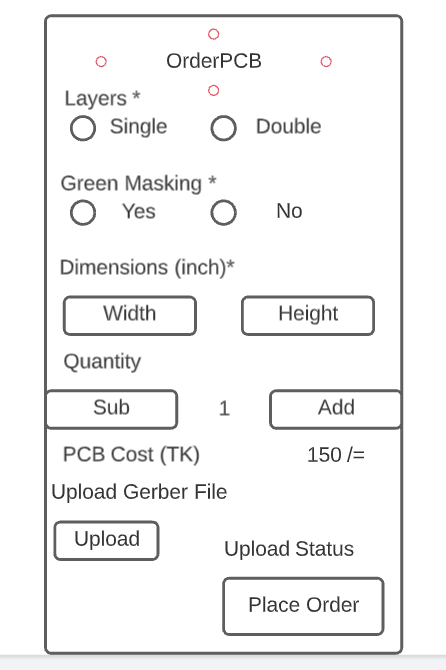 OrderPCB
Layers *
Single Double
Green Masking *
Yes No
Dimensions (inch)*
Width Height
Quantity
Sub 1 Add
PCB Cost (TK) 150 /=
Upload Gerber File
Upload
Upload Status
Place Order